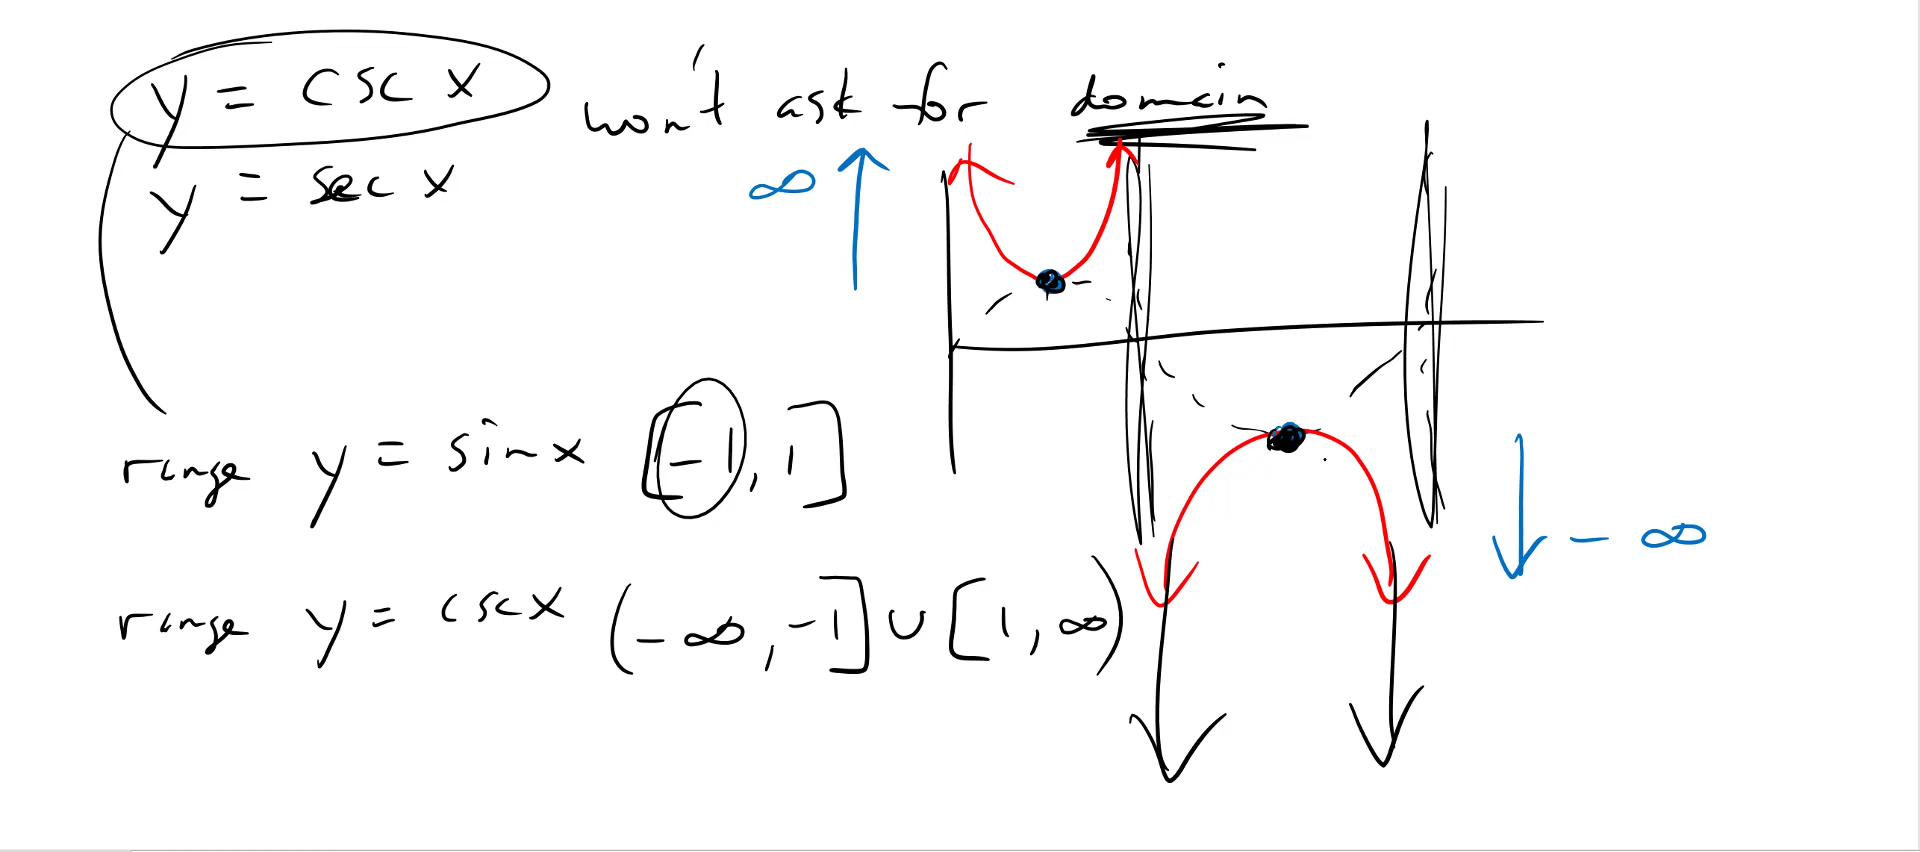 y = csc x won't ask for domain
y = sec x
∞
range y = sin x [-1, 1]
- ∞
range y = csc x (-∞, -1] ∪ [1, ∞)